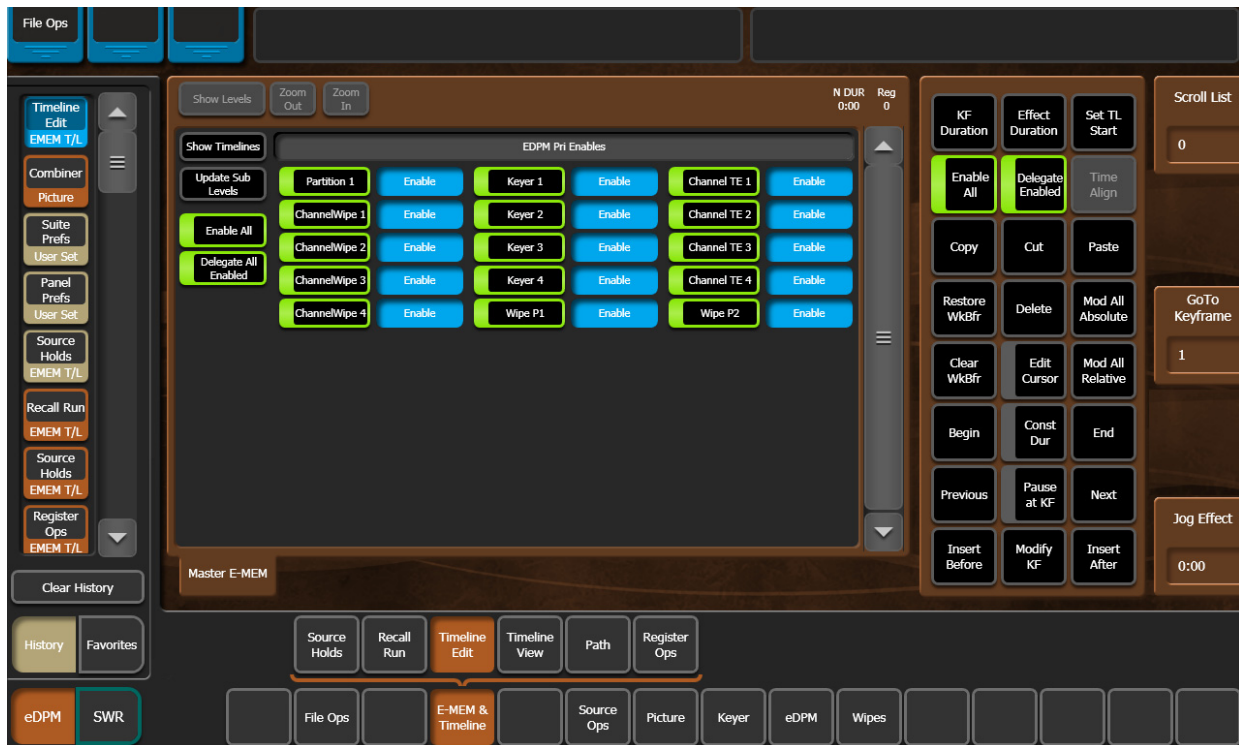 File Ops
Timeline
Edit
EMEM T/L
Combiner
Picture
Suite
Prefs
User Set
Panel
Prefs
User Set
Source
Holds
EMEM T/L
Recall Run
EMEM T/L
Source
Holds
EMEM T/L
Register
Ops
EMEM T/L
Clear History
History
Favorites
eDPM
SWR
Show Levels
Zoom
Out
Zoom
In
N DUR
0:00
Reg
0
Show Timelines
EDPM Pri Enables
Update Sub
Levels
Enable All
Delegate All
Enabled
Partition 1 Enable Keyer 1 Enable Channel TE 1 Enable
ChannelWipe 1 Enable Keyer 2 Enable Channel TE 2 Enable
ChannelWipe 2 Enable Keyer 3 Enable Channel TE 3 Enable
ChannelWipe 3 Enable Keyer 4 Enable Channel TE 4 Enable
ChannelWipe 4 Enable Wipe P1 Enable Wipe P2 Enable
Master E-MEM
KF
Duration
Effect
Duration
Set TL
Start
Enable
All
Delegate
Enabled
Time
Align
Copy
Cut
Paste
Restore
WkBfr
Delete
Mod All
Absolute
Clear
WkBfr
Edit
Cursor
Mod All
Relative
Begin
Const
Dur
End
Previous
Pause
at KF
Next
Insert
Before
Modify
KF
Insert
After
Scroll List
0
GoTo
Keyframe
1
Jog Effect
0:00
Source
Holds
Recall
Run
Timeline
Edit
Timeline
View
Path
Register
Ops
File Ops
E-MEM &
Timeline
Source
Ops
Picture
Keyer
eDPM
Wipes